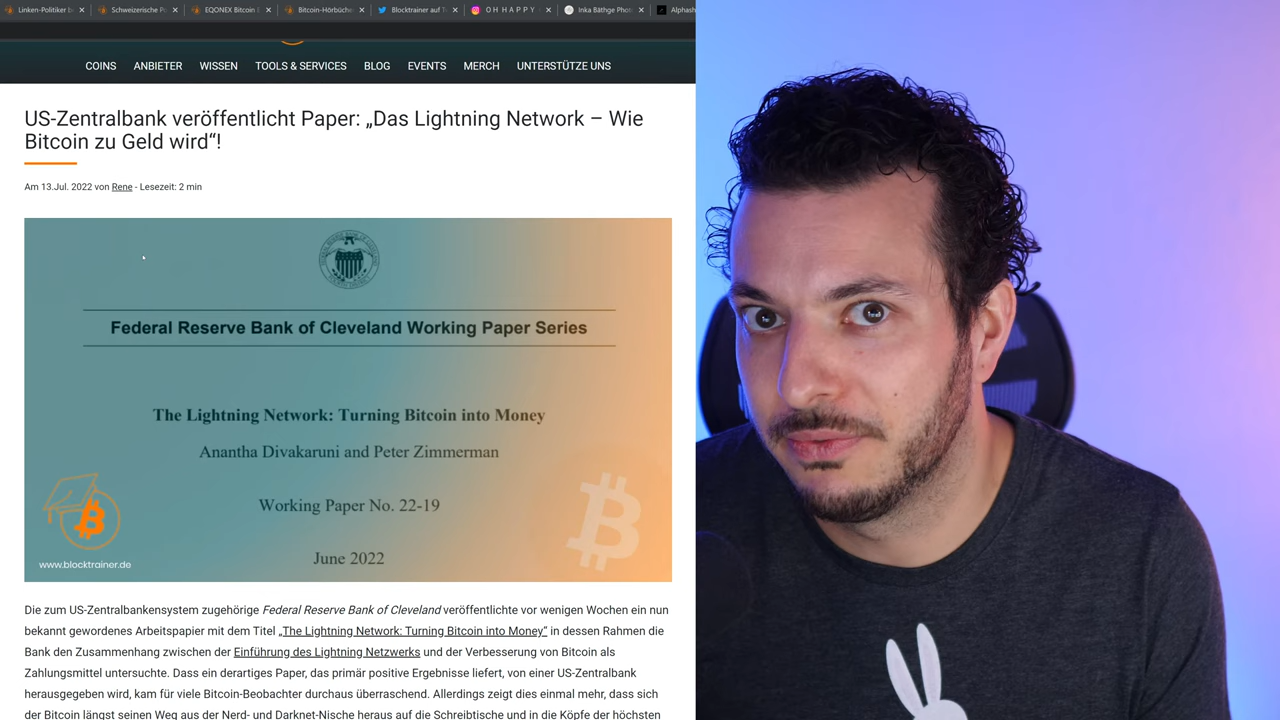 Linken-Politiker b
Schweizerische P
EQONEX Bitcoin E
Bitcoin-Hörbüche
Blocktrainer auf T
O H H A P P Y
Inka Bäthge Phot
Alphash
COINS ANBIETER WISSEN TOOLS & SERVICES BLOG EVENTS MERCH UNTERSTÜTZE UNS
US-Zentralbank veröffentlicht Paper: „Das Lightning Network – Wie
Bitcoin zu Geld wird“!
Am 13.Jul. 2022 von Rene - Lesezeit: 2 min
Federal Reserve Bank of Cleveland Working Paper Series
The Lightning Network: Turning Bitcoin into Money
Anantha Divakaruni and Peter Zimmerman
Working Paper No. 22-19
June 2022
www.blocktrainer.de
Die zum US-Zentralbankensystem zugehörige Federal Reserve Bank of Cleveland veröffentlichte vor wenigen Wochen ein nun
bekannt gewordenes Arbeitspapier mit dem Titel „The Lightning Network: Turning Bitcoin into Money“ in dessen Rahmen die
Bank den Zusammenhang zwischen der Einführung des Lightning Netzwerks und der Verbesserung von Bitcoin als
Zahlungsmittel untersuchte. Dass ein derartiges Paper, das primär positive Ergebnisse liefert, von einer US-Zentralbank
herausgegeben wird, kam für viele Bitcoin-Beobachter durchaus überraschend. Allerdings zeigt dies einmal mehr, dass sich
der Bitcoin längst seinen Weg aus der Nerd- und Darknet-Nische heraus auf die Schreibtische und in die Köpfe der höchsten